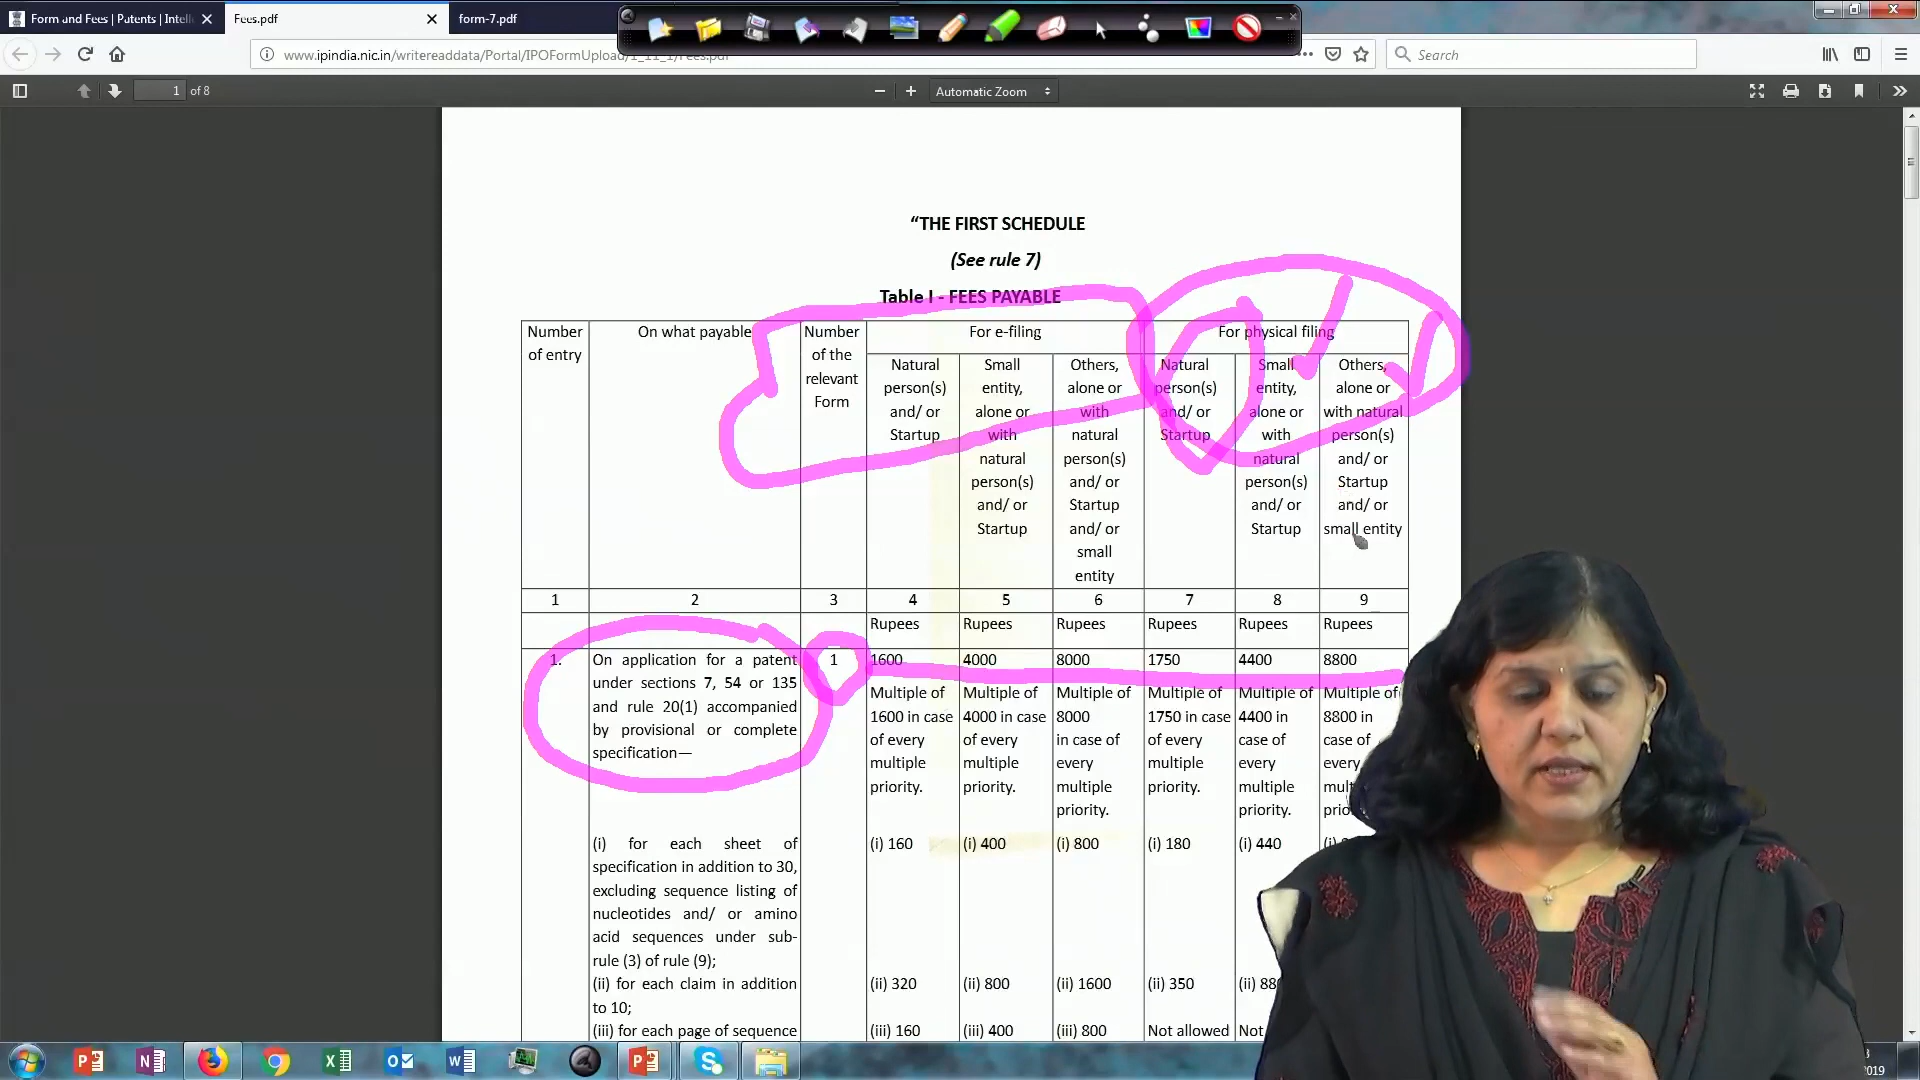 Form and Fees | Patents | Intell
Fees.pdf
form-7.pdf
www.ipindia.nic.in/writereaddata/Portal/IPOFormUpload/1_11_1/Fees.pdf
Search
1 of 8
Automatic Zoom
“THE FIRST SCHEDULE
(See rule 7)
Table I - FEES PAYABLE
Number
of entry
On what payable
Number
of the
relevant
Form
For e-filing
For physical filing
Natural
person(s)
and/ or
Startup
Small
entity,
alone or
with
natural
person(s)
and/ or
Startup
Others,
alone or
with
natural
person(s)
and/ or
Startup
and/ or
small
entity
Natural
person(s)
and/ or
Startup
Small
entity,
alone or
with
natural
person(s)
and/ or
Startup
Others,
alone or
with natural
person(s)
and/ or
Startup
and/ or
small entity
1 2 3 4 5 6 7 8 9
Rupees Rupees Rupees Rupees Rupees Rupees
1.
On application for a patent
under sections 7, 54 or 135
and rule 20(1) accompanied
by provisional or complete
specification—
1
1600
Multiple of
1600 in case
of every
multiple
priority.
4000
Multiple of
4000 in case
of every
multiple
priority.
8000
Multiple of
8000
in case of
every
multiple
priority.
1750
Multiple of
1750 in case
of every
multiple
priority.
4400
Multiple of
4400 in
case of
every
multiple
priority.
8800
Multiple of
8800 in
case of
every
(i) for each sheet of
specification in addition to 30,
excluding sequence listing of
nucleotides and/ or amino
acid sequences under sub-
rule (3) of rule (9);
(i) 160 (i) 400 (i) 800 (i) 180 (i) 440
(ii) for each claim in addition
to 10;
(ii) 320 (ii) 800 (ii) 1600 (ii) 350
(iii) for each page of sequence
(iii) 160 (iii) 400 (iii) 800 Not allowed Not
2019